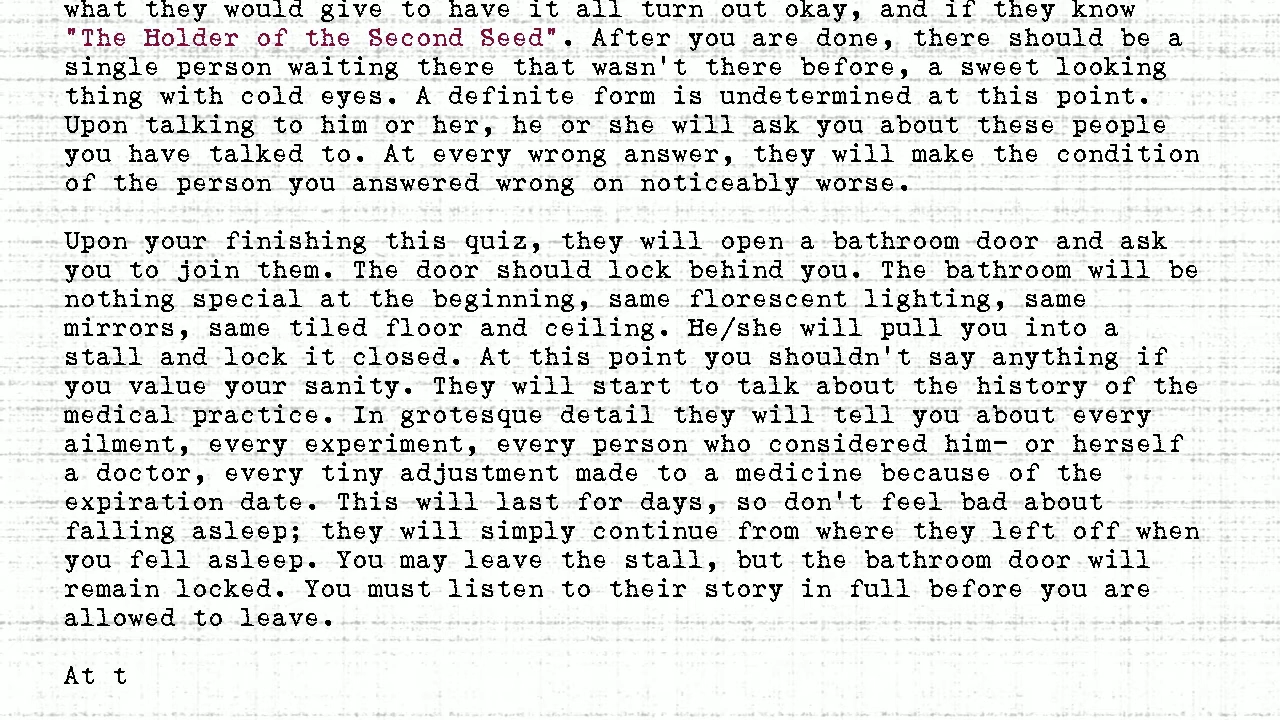 what they would give to have it all turn out okay, and if they know
"The Holder of the Second Seed". After you are done, there should be a
single person waiting there that wasn't there before, a sweet looking
thing with cold eyes. A definite form is undetermined at this point.
Upon talking to him or her, he or she will ask you about these people
you have talked to. At every wrong answer, they will make the condition
of the person you answered wrong on noticeably worse.
Upon your finishing this quiz, they will open a bathroom door and ask
you to join them. The door should lock behind you. The bathroom will be
nothing special at the beginning, same florescent lighting, same
mirrors, same tiled floor and ceiling. He/she will pull you into a
stall and lock it closed. At this point you shouldn't say anything if
you value your sanity. They will start to talk about the history of the
medical practice. In grotesque detail they will tell you about every
ailment, every experiment, every person who considered him- or herself
a doctor, every tiny adjustment made to a medicine because of the
expiration date. This will last for days, so don't feel bad about
falling asleep; they will simply continue from where they left off when
you fell asleep. You may leave the stall, but the bathroom door will
remain locked. You must listen to their story in full before you are
allowed to leave.
At t